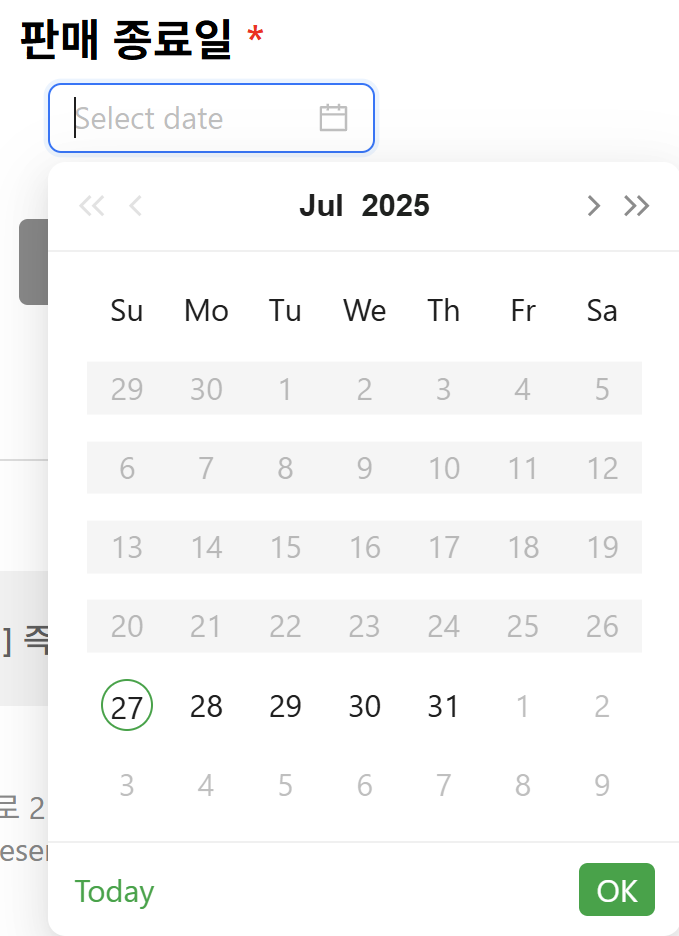 판매 종료일 *
Select date
Jul 2025
Su Mo Tu We Th Fr Sa
29 30 1 2 3 4 5
6 7 8 9 10 11 12
13 14 15 16 17 18 19
20 21 22 23 24 25 26
] 즉
27 28 29 30 31 1 2
3 4 5 6 7 8 9
로 2
eser
Today OK